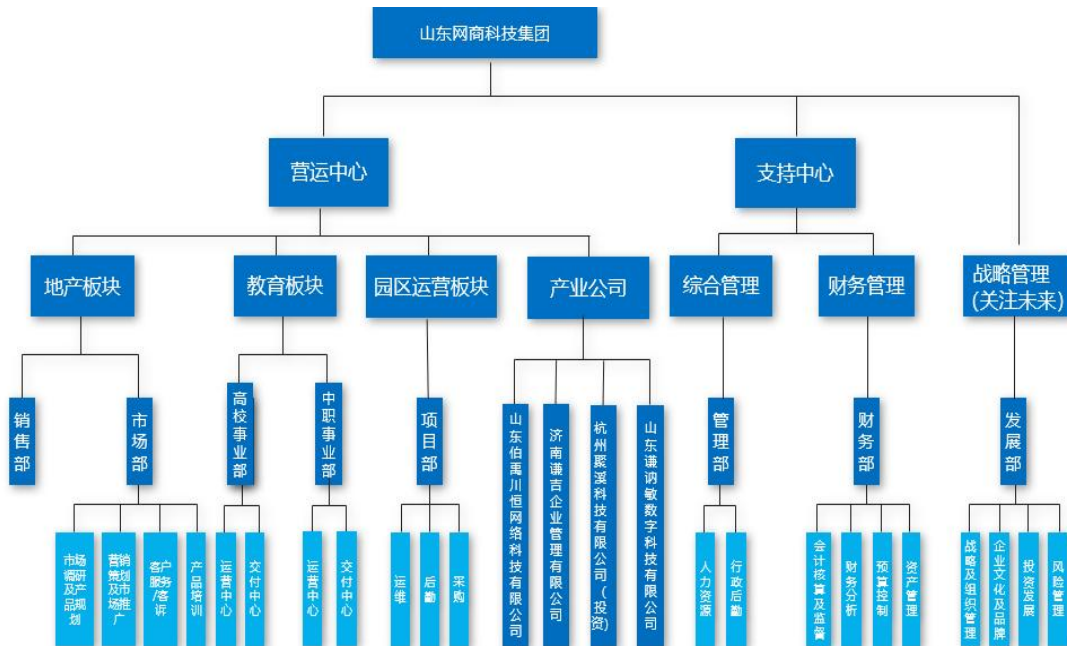 山东网商科技集团
营运中心
支持中心
地产板块
教育板块
园区运营板块
产业公司
综合管理
财务管理
战略管理
(关注未来)
销售部
市场部
高校事业部
中职事业部
项目部
山东伯禹川恒网络科技有限公司
济南谦吉企业管理有限公司
杭州聚溪科技有限公司（投资）
山东谦讷敏数字科技有限公司
管理部
财务部
发展部
市场调研及产品规划
营销策划及市场推广
客户服务/客诉
产品培训
运营中心
交付中心
运营中心
交付中心
运维
后勤
采购
人力资源
行政后勤
会计核算及监督
财务分析
预算控制
资产管理
战略及组织管理
企业文化及品牌
投资发展
风险管理